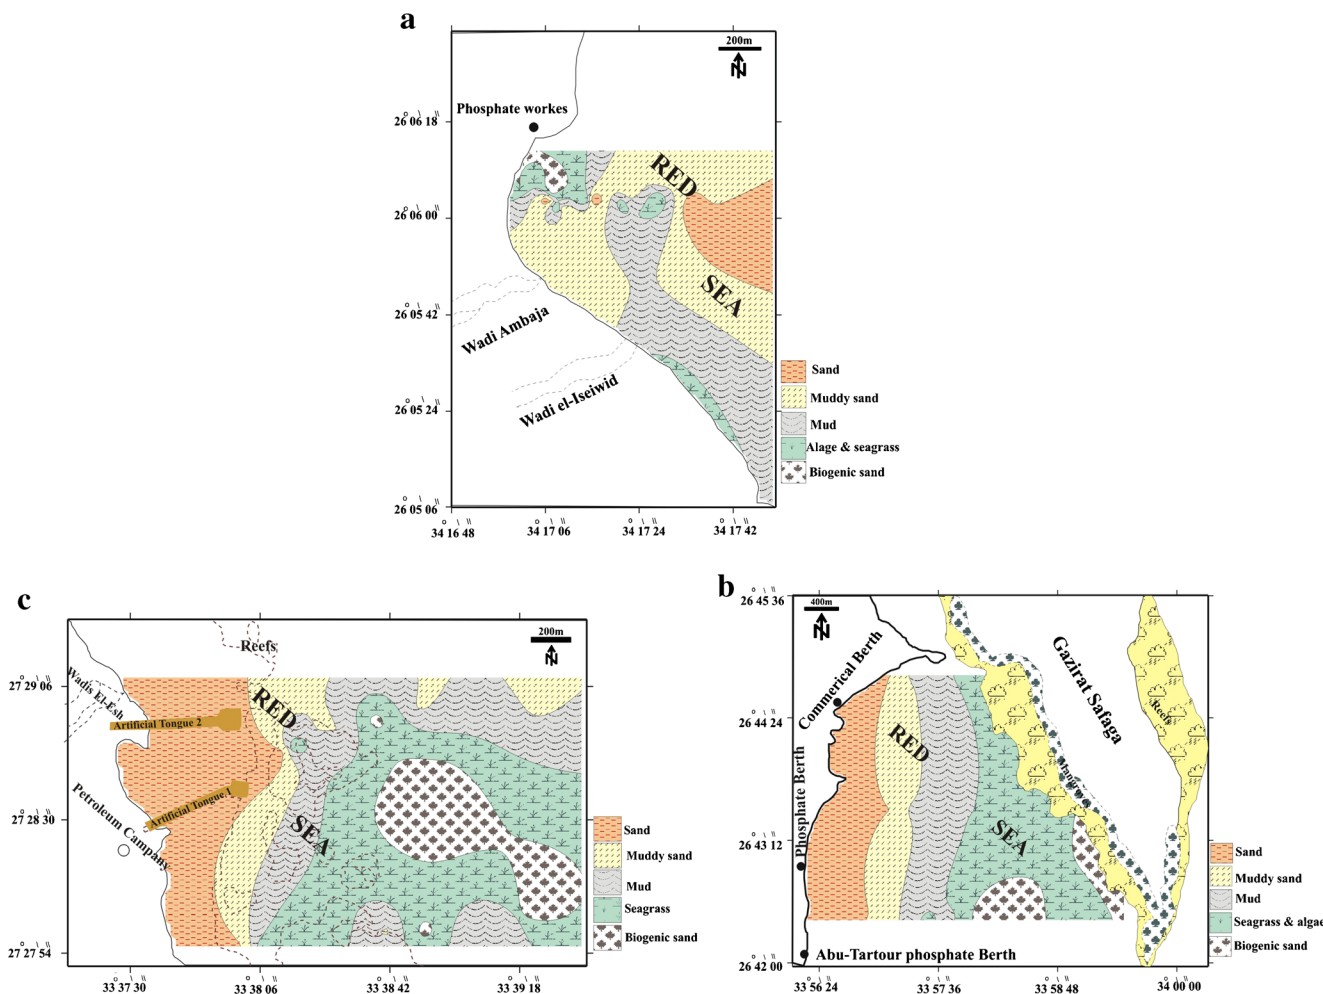 a
200m
N
Phosphate workes
26 06 18
RED
26 06 00
SEA
26 05 42
Wadi Ambaja
Wadi el-Iseiwid
26 05 24
26 05 06
34 16 48
34 17 06
34 17 24
34 17 42
Sand
Muddy sand
Mud
Alage & seagrass
Biogenic sand
c
200m
N
Reefs
27 29 06
Wadis El-Esh
RED
Artificial Tongue 2
Artificial Tongue 1
Petroleum Campany
27 28 30
SEA
27 27 54
33 37 30
33 38 06
33 38 42
33 39 18
Sand
Muddy sand
Mud
Seagrass
Biogenic sand
b
26 45 36
400m
N
Commerical Berth
Gazirat Safaga
Reefs
26 44 24
RED
Phosphate Berth
SEA
26 43 12
Abu-Tartour phosphate Berth
26 42 00
33 56 24
33 57 36
33 58 48
34 00 00
Sand
Muddy sand
Mud
Seagrass & algae
Biogenic sand